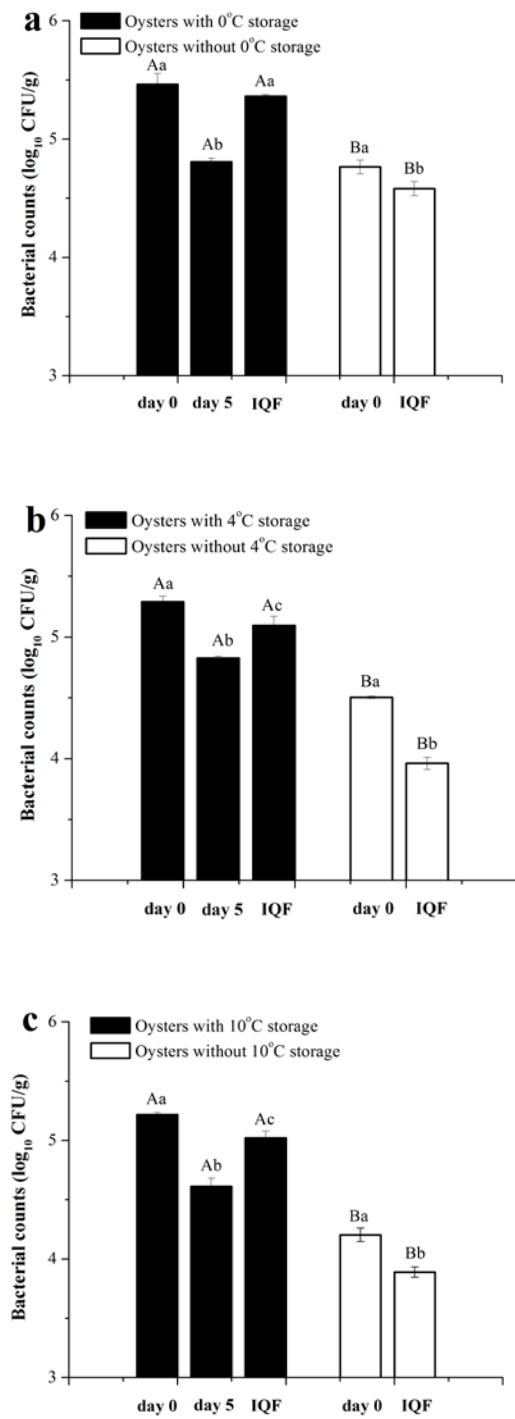 a
Oysters with 0°C storage
Oysters without 0°C storage
Bacterial counts (log₁₀ CFU/g)
6
5
4
3
Aa
Ab
Aa
Ba
Bb
day 0 day 5 IQF day 0 IQF
b
Oysters with 4°C storage
Oysters without 4°C storage
Bacterial counts (log₁₀ CFU/g)
6
5
4
3
Aa
Ab
Ac
Ba
Bb
day 0 day 5 IQF day 0 IQF
c
Oysters with 10°C storage
Oysters without 10°C storage
Bacterial counts (log₁₀ CFU/g)
6
5
4
3
Aa
Ab
Ac
Ba
Bb
day 0 day 5 IQF day 0 IQF